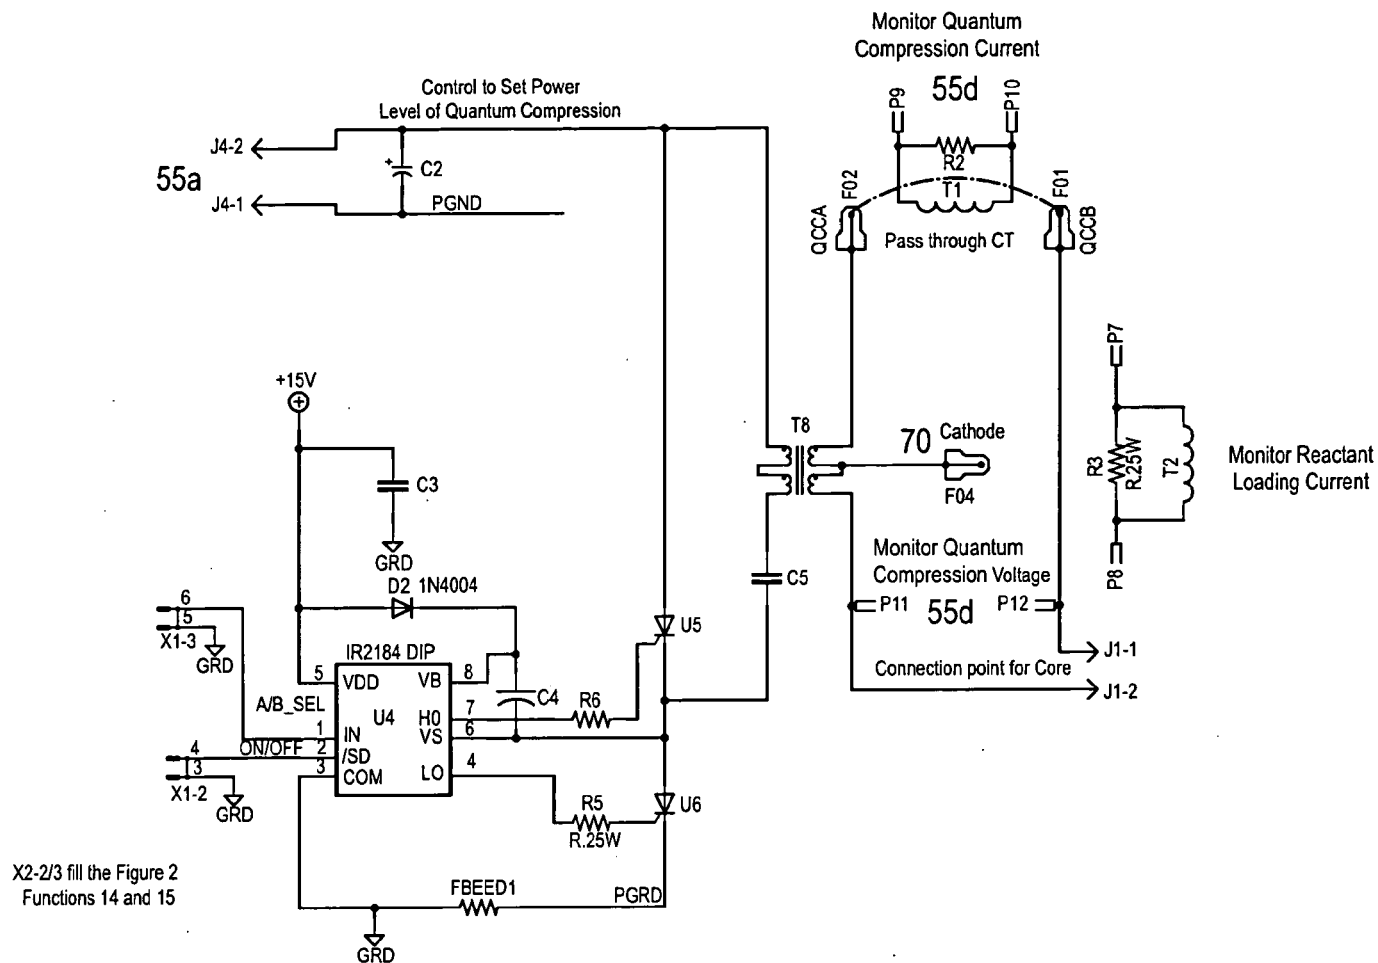 Monitor Quantum
Compression Current
55d
P9
P10
R2
T1
F02
F01
QCCA
QCCB
Pass through CT
Control to Set Power
Level of Quantum Compression
J4-2
55a
J4-1
+
C2
PGND
+15V
C3
GRD
D2 1N4004
T8
70 Cathode
F04
P7
R3
R.25W
T2
P8
Monitor Reactant
Loading Current
C5
Monitor Quantum
Compression Voltage
P11
55d
P12
J1-1
Connection point for Core
J1-2
6
5
X1-3
GRD
IR2184 DIP
5
VDD
VB
8
C4
A/B_SEL
U4
1
IN
H0
7
R6
U5
ON/OFF
2
/SD
VS
6
3
COM
LO
4
4
3
X1-2
GRD
R5
R.25W
U6
X2-2/3 fill the Figure 2
Functions 14 and 15
FBEED1
PGRD
GRD